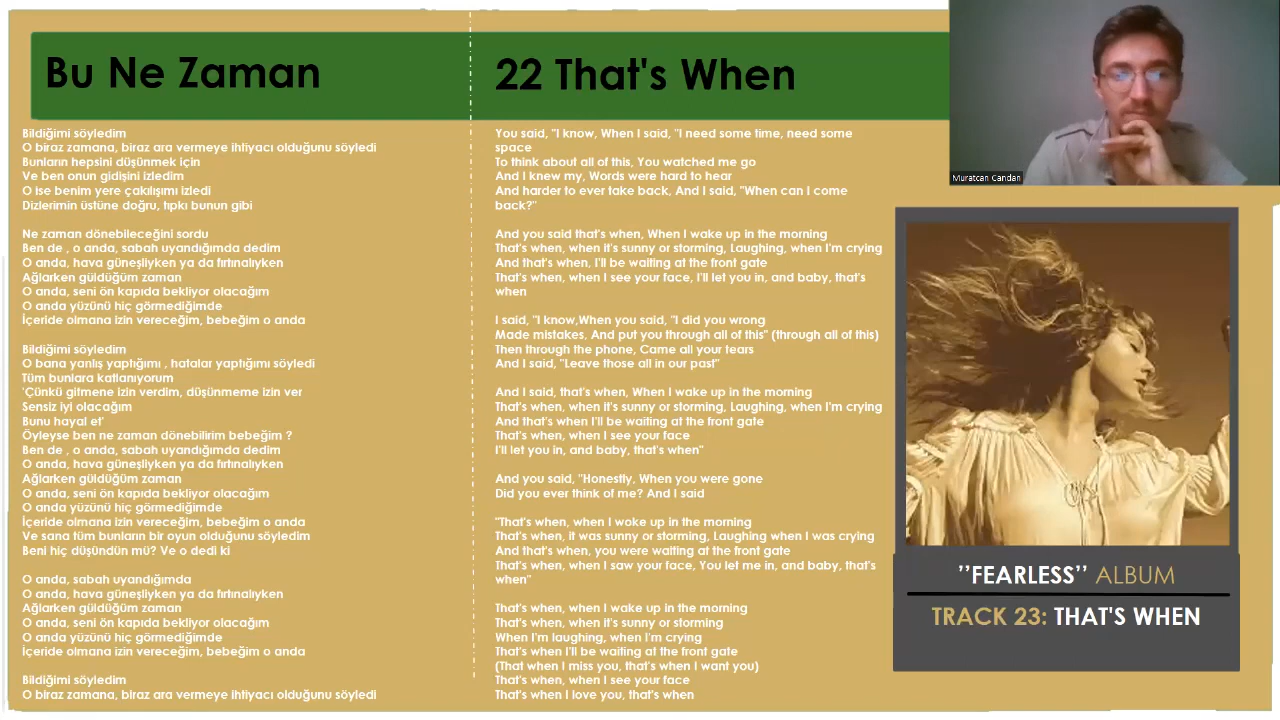 Bu Ne Zaman
Bildiğimi söyledim
O biraz zamana, biraz ara vermeye ihtiyacı olduğunu söyledi
Bunların hepsini düşünmek için
Ve ben onun gidişini izledim
O ise benim yere çakılışımı izledi
Dizlerimin üstüne doğru, tıpkı bunun gibi
Ne zaman dönebileceğini sordu
Ben de , o anda, sabah uyandığımda dedim
O anda, hava güneşliyken ya da fırtınalıyken
Ağlarken güldüğüm zaman
O anda, seni ön kapıda bekliyor olacağım
O anda yüzünü hiç görmediğimde
İçeride olmana izin vereceğim, bebeğim o anda
Bildiğimi söyledim
O bana yanlış yaptığımı , hatalar yaptığımı söyledi
Tüm bunlara katlanıyorum
'Çünkü gitmene izin verdim, düşünmeme izin ver
Sensiz iyi olacağım
Bunu hayal et'
Öyleyse ben ne zaman dönebilirim bebeğim ?
Ben de , o anda, sabah uyandığımda dedim
O anda, hava güneşliyken ya da fırtınalıyken
Ağlarken güldüğüm zaman
O anda, seni ön kapıda bekliyor olacağım
O anda yüzünü hiç görmediğimde
İçeride olmana izin vereceğim, bebeğim o anda
Ve sana tüm bunların bir oyun olduğunu söyledim
Beni hiç düşündün mü? Ve o dedi ki
O anda, sabah uyandığımda
O anda, hava güneşliyken ya da fırtınalıyken
Ağlarken güldüğüm zaman
O anda, seni ön kapıda bekliyor olacağım
O anda yüzünü hiç görmediğimde
İçeride olmana izin vereceğim, bebeğim o anda
Bildiğimi söyledim
O biraz zamana, biraz ara vermeye ihtiyacı olduğunu söyledi
22 That's When
You said, "I know, When I said, "I need some time, need some
space
To think about all of this, You watched me go
And I knew my, Words were hard to hear
And harder to ever take back, And I said, "When can I come
back?"
And you said that's when, When I wake up in the morning
That's when, when it's sunny or storming, Laughing, when I'm crying
And that's when, I'll be waiting at the front gate
That's when, when I see your face, I'll let you in, and baby, that's
when
I said, "I know,When you said, "I did you wrong
Made mistakes, And put you through all of this" (through all of this)
Then through the phone, Came all your tears
And I said, "Leave those all in our past"
And I said, that's when, When I wake up in the morning
That's when, when it's sunny or storming, Laughing, when I'm crying
And that's when I'll be waiting at the front gate
That's when, when I see your face
I'll let you in, and baby, that's when"
And you said, "Honestly, When you were gone
Did you ever think of me? And I said
"That's when, when I woke up in the morning
That's when, it was sunny or storming, Laughing when I was crying
And that's when, you were waiting at the front gate
That's when, when I saw your face, You let me in, and baby, that's
when"
That's when, when I wake up in the morning
That's when, when it's sunny or storming
When I'm laughing, when I'm crying
That's when I'll be waiting at the front gate
(That when I miss you, that's when I want you)
That's when, when I see your face
That's when I love you, that's when
Muratcan Candan
’’FEARLESS’’ ALBUM
TRACK 23: THAT'S WHEN